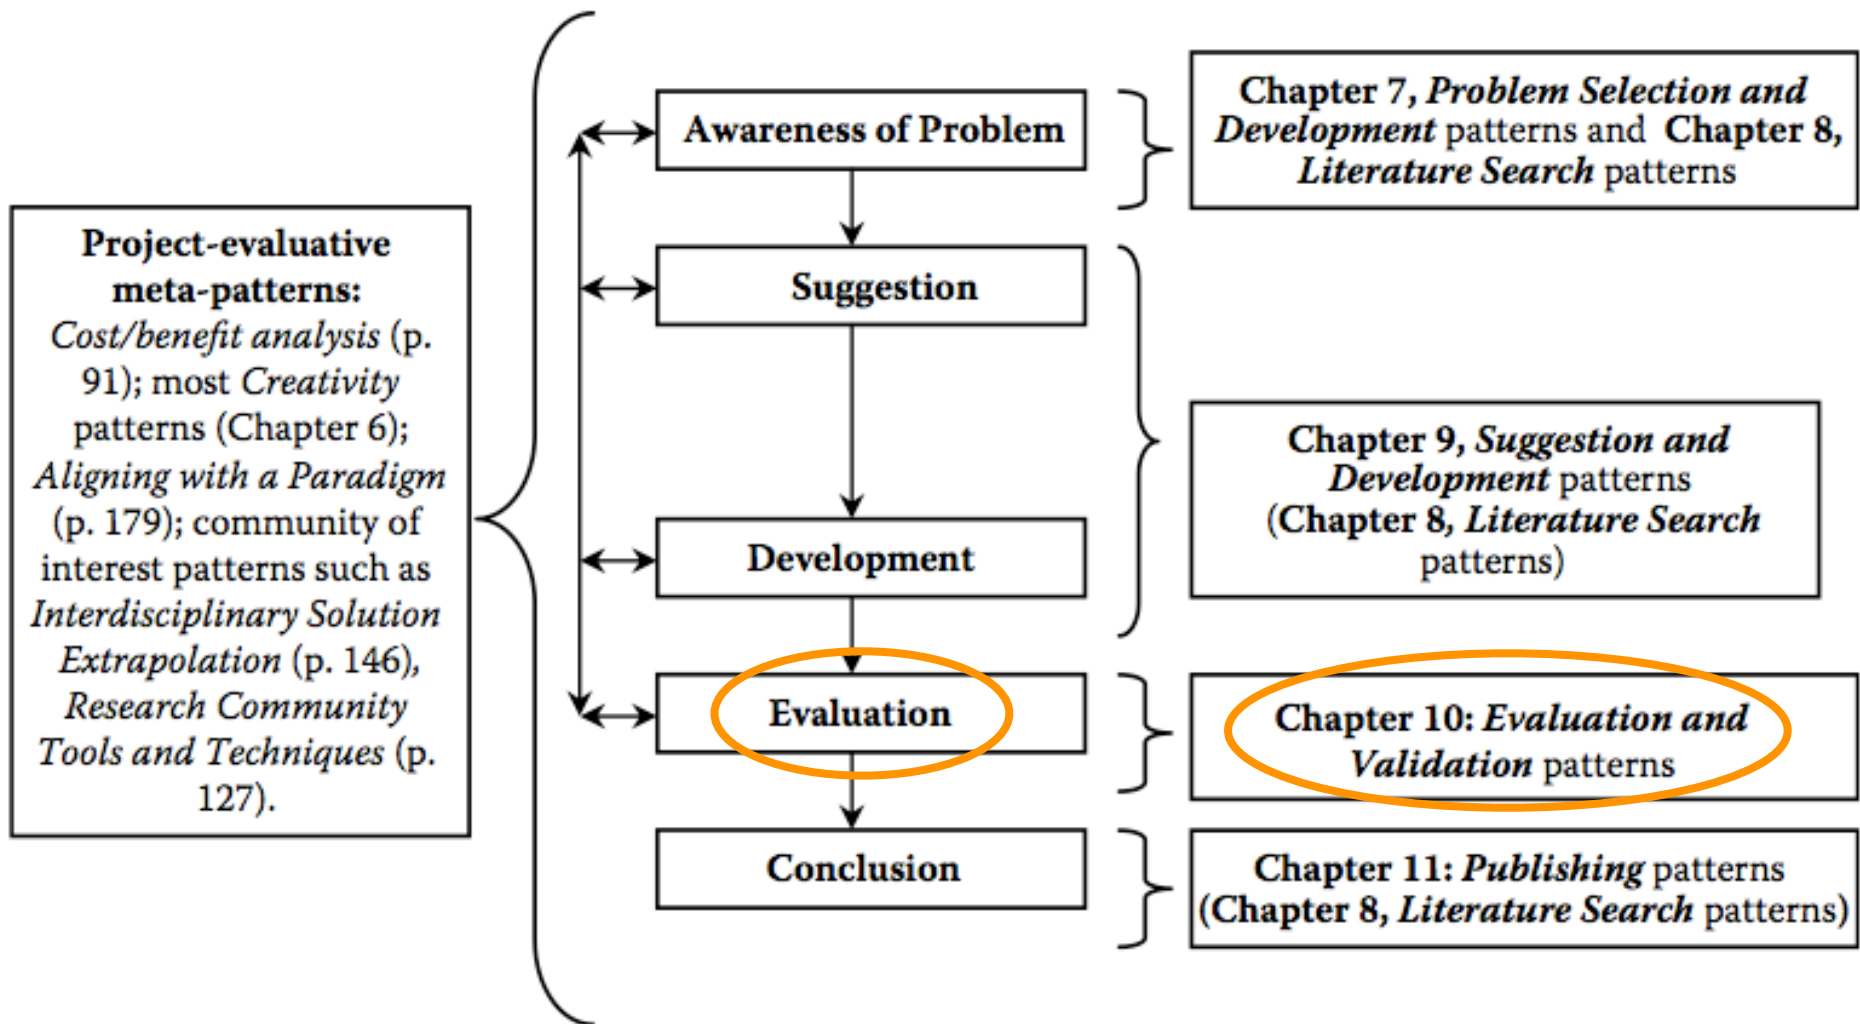 Project-evaluative
meta-patterns:
Cost/benefit analysis (p.
91); most Creativity
patterns (Chapter 6);
Aligning with a Paradigm
(p. 179); community of
interest patterns such as
Interdisciplinary Solution
Extrapolation (p. 146),
Research Community
Tools and Techniques (p.
127).
Awareness of Problem
Suggestion
Development
Evaluation
Conclusion
Chapter 7, Problem Selection and
Development patterns and Chapter 8,
Literature Search patterns
Chapter 9, Suggestion and
Development patterns
(Chapter 8, Literature Search
patterns)
Chapter 10: Evaluation and
Validation patterns
Chapter 11: Publishing patterns
(Chapter 8, Literature Search patterns)